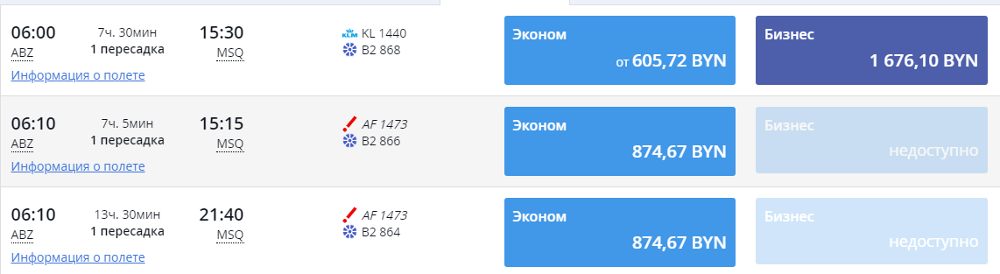 06:00 7ч. 30мин 15:30 KLM KL 1440 Эконом Бизнес
ABZ 1 пересадка MSQ B2 868 от 605,72 BYN 1 676,10 BYN
Информация о полете
06:10 7ч. 5мин 15:15 AF 1473 Эконом Бизнес
ABZ 1 пересадка MSQ B2 866 874,67 BYN недоступно
Информация о полете
06:10 13ч. 30мин 21:40 AF 1473 Эконом Бизнес
ABZ 1 пересадка MSQ B2 864 874,67 BYN недоступно
Информация о полете